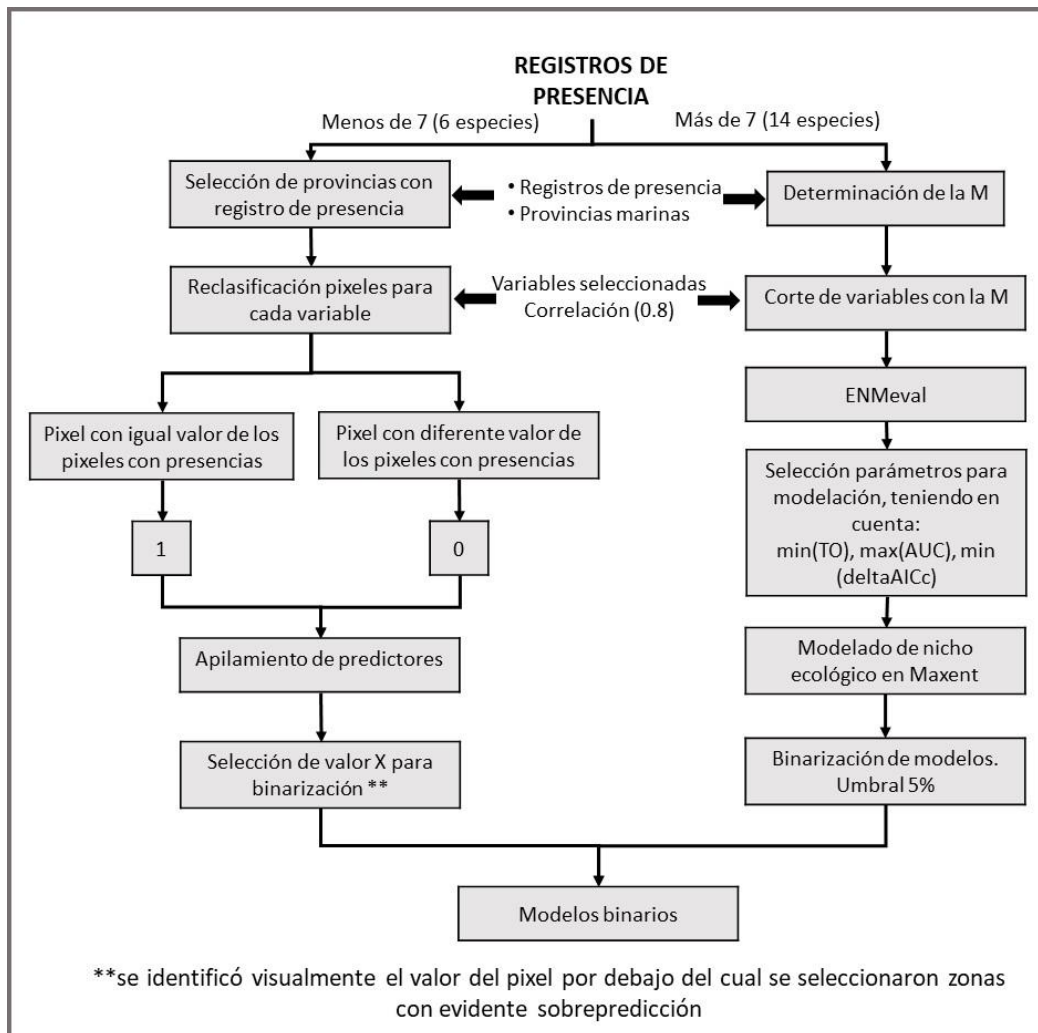 REGISTROS DE
PRESENCIA
Menos de 7 (6 especies)
Más de 7 (14 especies)
Selección de provincias con
registro de presencia
• Registros de presencia
• Provincias marinas
Determinación de la M
Reclasificación pixeles para
cada variable
Variables seleccionadas
Correlación (0.8)
Corte de variables con la M
ENMeval
Pixel con igual valor de los
pixeles con presencias
Pixel con diferente valor de
los pixeles con presencias
Selección parámetros para
modelación, teniendo en
cuenta:
min(TO), max(AUC), min
(deltaAICc)
1
0
Apilamiento de predictores
Modelado de nicho
ecológico en Maxent
Selección de valor X para
binarización **
Binarización de modelos.
Umbral 5%
Modelos binarios
**se identificó visualmente el valor del pixel por debajo del cual se seleccionaron zonas
con evidente sobrepredicción